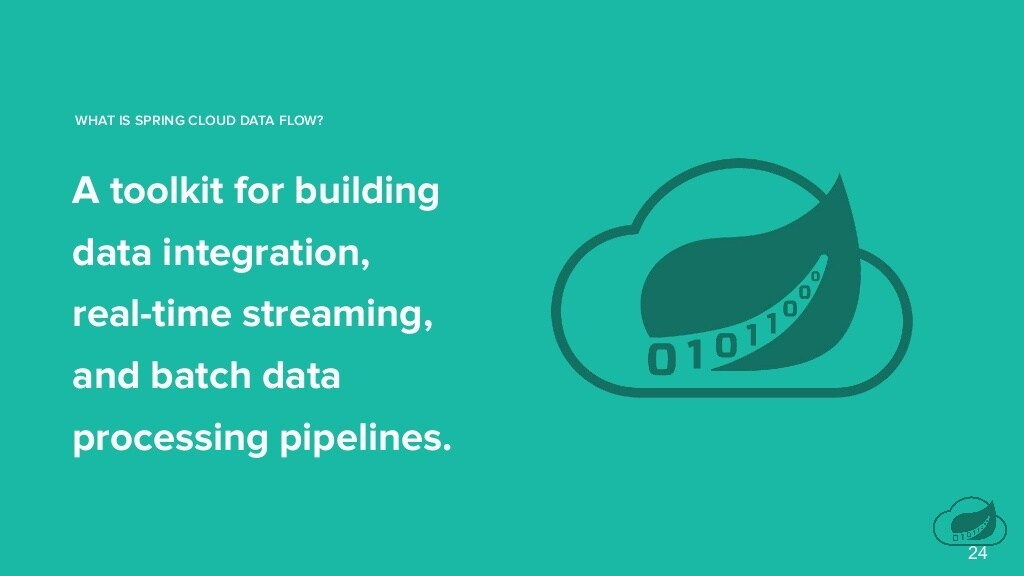 WHAT IS SPRING CLOUD DATA FLOW?
A toolkit for building
data integration,
real-time streaming,
and batch data
processing pipelines.
010110000
24